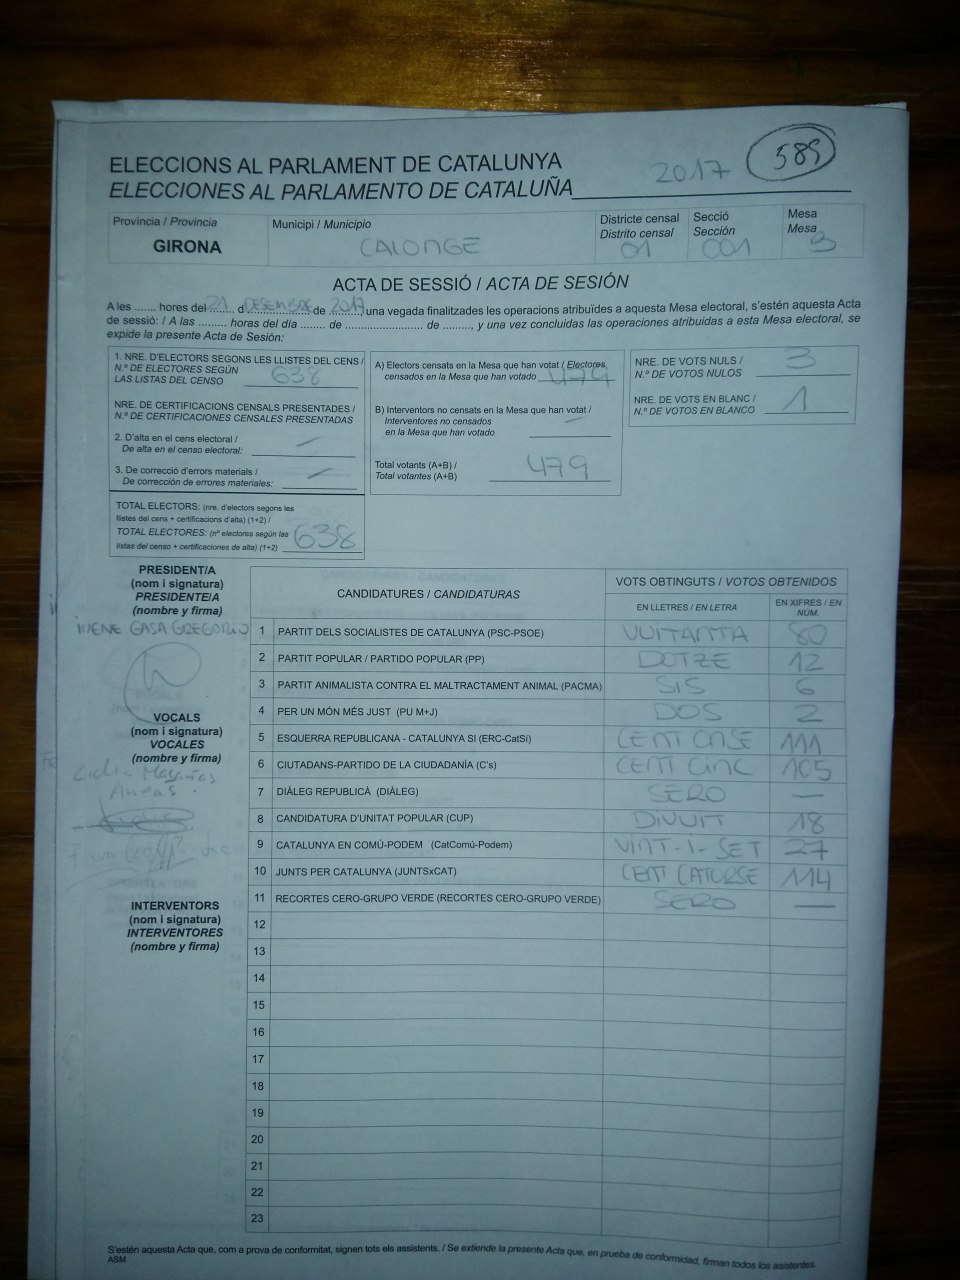 ELECCIONS AL PARLAMENT DE CATALUNYA
ELECCIONES AL PARLAMENTO DE CATALUÑA
2017
589
Província / Provincia
GIRONA
Municipi / Municipio
CALONGE
Districte censal
Distrito censal
01
Secció
Sección
001
Mesa
Mesa
B
ACTA DE SESSIÓ / ACTA DE SESIÓN
A les ....... hores del 21 d DESEMBRE de 2017, una vegada finalitzades les operacions atribuïdes a aquesta Mesa electoral, s'estén aquesta Acta
de sessió: / A las ......... horas del día ....... de ..................... de ........., y una vez concluidas las operaciones atribuidas a esta Mesa electoral, se
expide la presente Acta de Sesión:
1. NRE. D'ELECTORS SEGONS LES LLISTES DEL CENS /
N.º DE ELECTORES SEGÚN
LAS LISTAS DEL CENSO
638
NRE. DE CERTIFICACIONS CENSALS PRESENTADES /
N.º DE CERTIFICACIONES CENSALES PRESENTADAS
2. D'alta en el cens electoral /
De alta en el censo electoral: —
3. De correcció d'errors materials /
De corrección de errores materiales: —
TOTAL ELECTORS: (nre. d'electors segons les
llistes del cens + certificacions d'alta) (1+2) /
TOTAL ELECTORES: (nº electores según las
listas del censo + certificaciones de alta) (1+2)
638
A) Electors censats en la Mesa que han votat / Electores
censados en la Mesa que han votado 479
B) Interventors no censats en la Mesa que han votat /
Interventores no censados
en la Mesa que han votado —
Total votants (A+B) /
Total votantes (A+B)
479
NRE. DE VOTS NULS /
N.º DE VOTOS NULOS
3
NRE. DE VOTS EN BLANC /
N.º DE VOTOS EN BLANCO
1
PRESIDENT/A
(nom i signatura)
PRESIDENTE/A
(nombre y firma)
IRENE GASA GREGORIO
VOCALS
(nom i signatura)
VOCALES
(nombre y firma)
INTERVENTORS
(nom i signatura)
INTERVENTORES
(nombre y firma)
CANDIDATURES / CANDIDATURAS
VOTS OBTINGUTS / VOTOS OBTENIDOS
EN LLETRES / EN LETRA
EN XIFRES / EN NÚM.
1 PARTIT DELS SOCIALISTES DE CATALUNYA (PSC-PSOE) VUITANTA 80
2 PARTIT POPULAR / PARTIDO POPULAR (PP) DOTZE 12
3 PARTIT ANIMALISTA CONTRA EL MALTRACTAMENT ANIMAL (PACMA) SIS 6
4 PER UN MÓN MÉS JUST (PU M+J) DOS 2
5 ESQUERRA REPUBLICANA - CATALUNYA SI (ERC-CatSí) CENT ONSE 111
6 CIUTADANS-PARTIDO DE LA CIUDADANÍA (C's) CENT CINC 105
7 DIÀLEG REPUBLICÀ (DIÀLEG) SERO —
8 CANDIDATURA D'UNITAT POPULAR (CUP) DIVUIT 18
9 CATALUNYA EN COMÚ-PODEM (CatComú-Podem) VINT-I-SET 27
10 JUNTS PER CATALUNYA (JUNTSxCAT) CENT CATORSE 114
11 RECORTES CERO-GRUPO VERDE (RECORTES CERO-GRUPO VERDE) SERO —
12
13
14
15
16
17
18
19
20
21
22
23
S'estén aquesta Acta que, com a prova de conformitat, signen tots els assistents. / Se extiende la presente Acta que, en prueba de conformidad, firman todos los asistentes.
ASM